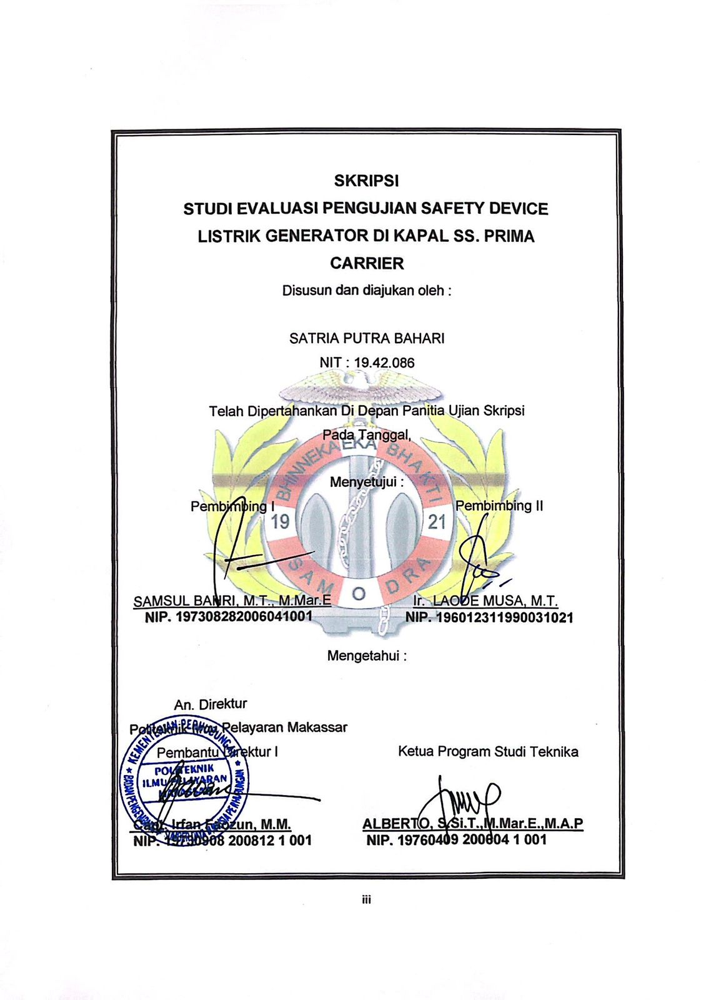 SKRIPSI
STUDI EVALUASI PENGUJIAN SAFETY DEVICE
LISTRIK GENERATOR DI KAPAL SS. PRIMA
CARRIER
Disusun dan diajukan oleh :
SATRIA PUTRA BAHARI
NIT : 19.42.086
Telah Dipertahankan Di Depan Panitia Ujian Skripsi
Pada Tanggal,
BHINNEKA EKA BHAKTI
Menyetujui :
Pembimbing I Pembimbing II
19 21
SAMODRA
SAMSUL BAHRI, M.T., M.Mar.E Ir. LAODE MUSA, M.T.
NIP. 197308282006041001 NIP. 196012311990031021
Mengetahui :
An. Direktur
Politeknik Ilmu Pelayaran Makassar
Pembantu Direktur I Ketua Program Studi Teknika
KEMENTERIAN PERHUBUNGAN
POLITEKNIK
ILMU PELAYARAN
MAKASSAR
BADAN PENGEMBANGAN SUMBER DAYA MANUSIA PERHUBUNGAN
Capt. Irfan Faozun, M.M. ALBERTO, S.Si.T.,M.Mar.E.,M.A.P
NIP. 19730908 200812 1 001 NIP. 19760409 200604 1 001
iii